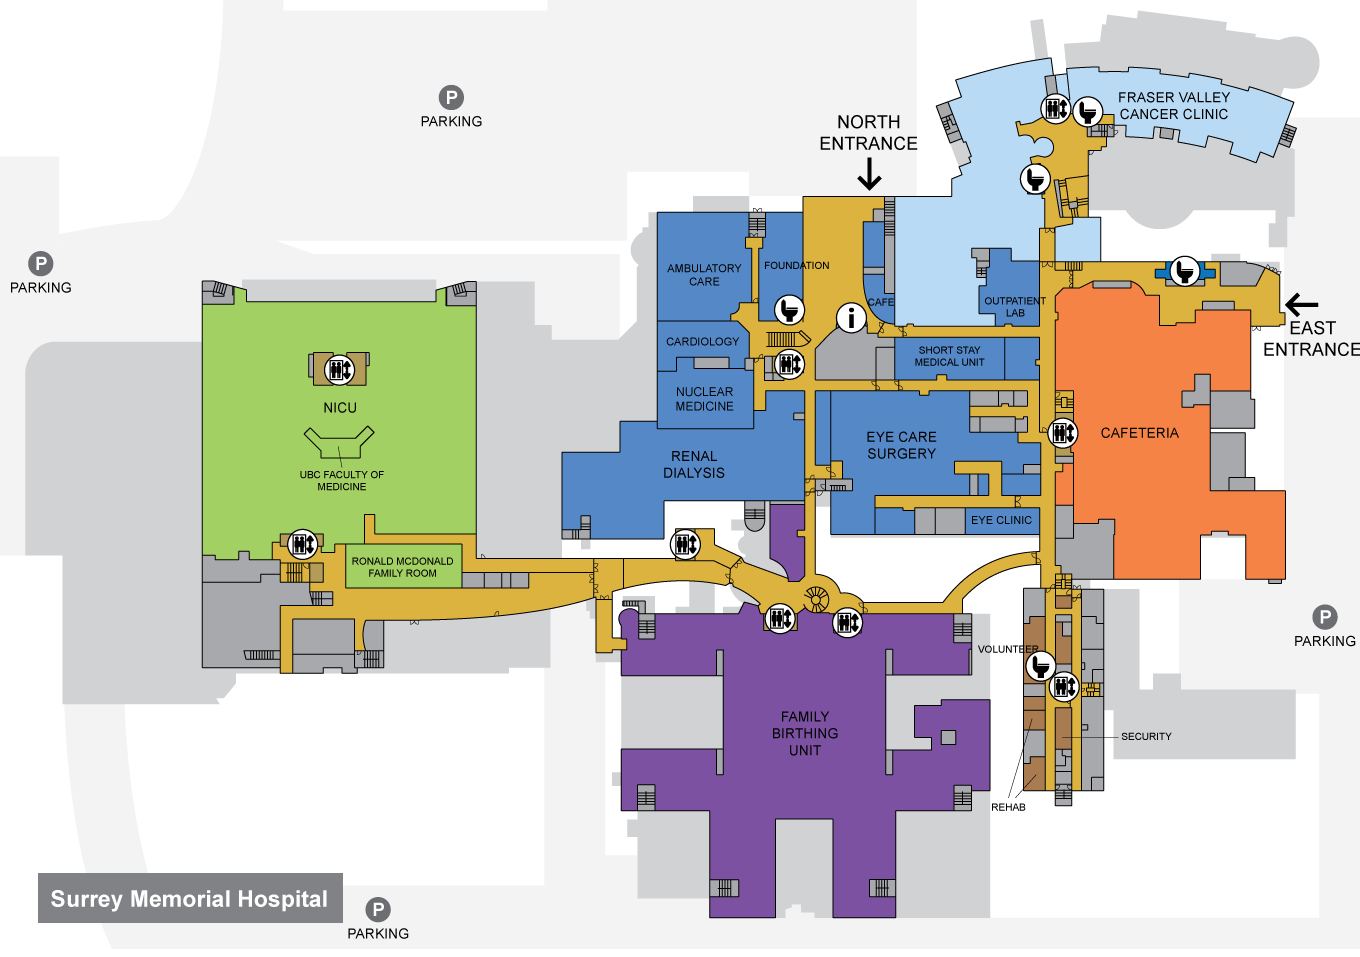 P
PARKING
FRASER VALLEY
CANCER CLINIC
NORTH
ENTRANCE
P
PARKING
AMBULATORY
CARE
FOUNDATION
CAFE
OUTPATIENT
LAB
i
EAST
ENTRANCE
CARDIOLOGY
SHORT STAY
MEDICAL UNIT
NUCLEAR
MEDICINE
NICU
EYE CARE
SURGERY
CAFETERIA
RENAL
DIALYSIS
UBC FACULTY OF
MEDICINE
EYE CLINIC
RONALD MCDONALD
FAMILY ROOM
P
PARKING
VOLUNTEER
FAMILY
BIRTHING
UNIT
SECURITY
REHAB
Surrey Memorial Hospital
P
PARKING